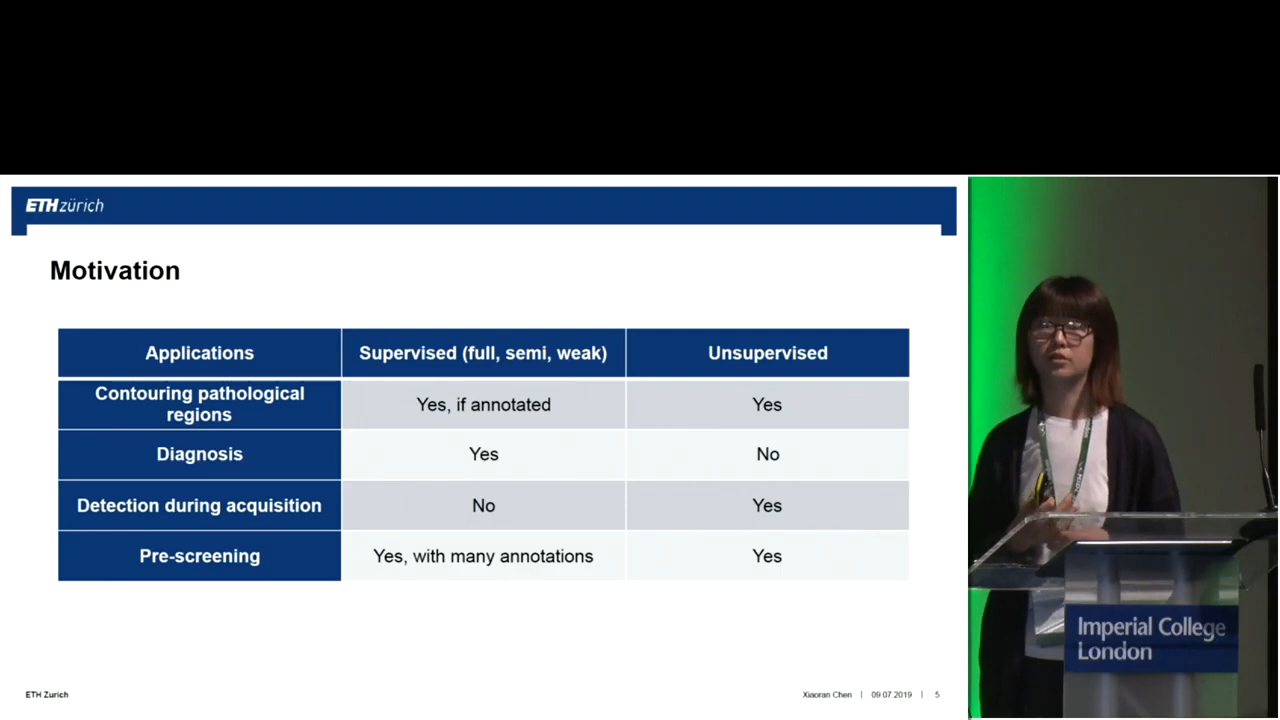 ETH zürich
Motivation
Applications Supervised (full, semi, weak) Unsupervised
Contouring pathological
regions
Yes, if annotated Yes
Diagnosis Yes No
Detection during acquisition No Yes
Pre-screening Yes, with many annotations Yes
Imperial College
London
ETH Zurich Xiaoran Chen | 09.07.2019 | 5